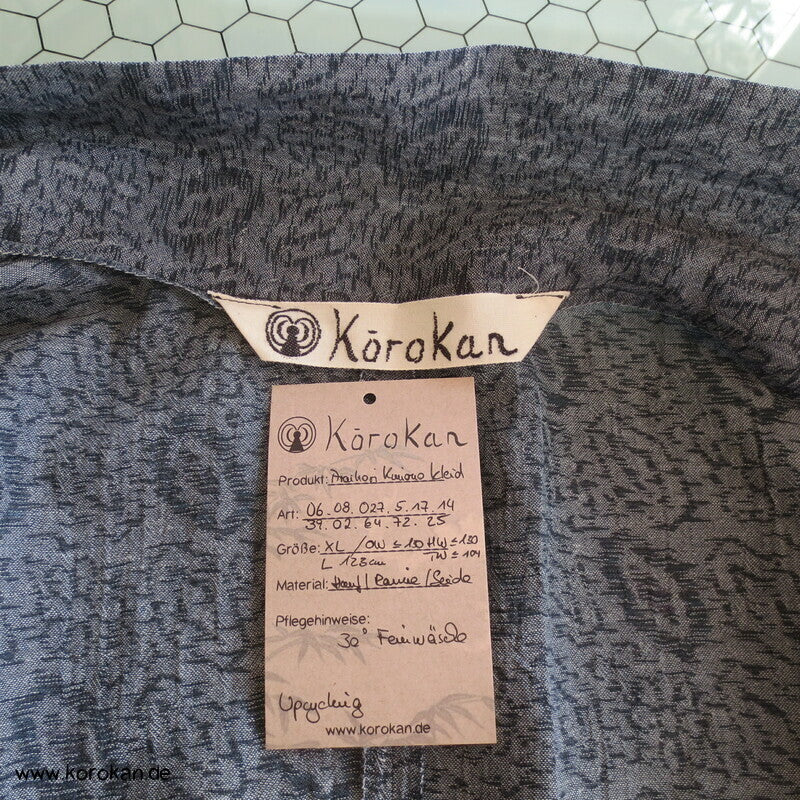 Kōrokan
Kōrokan
Produkt: Kimono Kleid
Art: 06.08.027.5.17.14
39.02.64.72.25
Größe: XL / OW ≤ 130 HW ≤ 130
L 123cm TW ≤ 104
Material: Hanf / Ramie / Seide
Pflegehinweise:
30° Feinwäsche
Upcycling
www.korokan.de
www.korokan.de